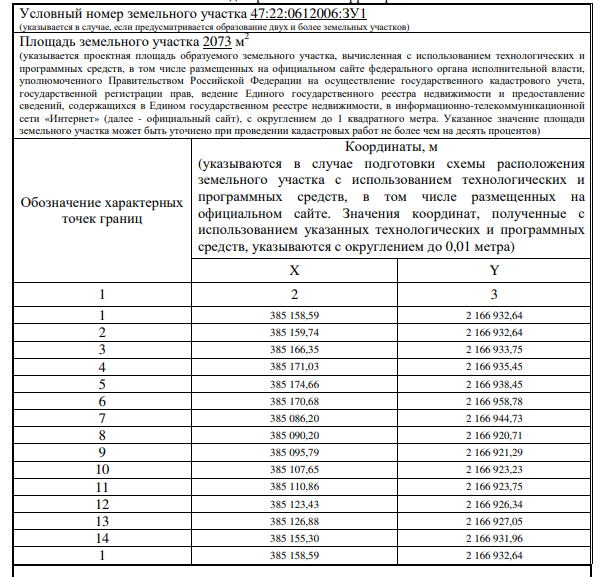 Условный номер земельного участка 47:22:0612006:ЗУ1
(указывается в случае, если предусматривается образование двух и более земельных участков)
Площадь земельного участка 2073 м2
(указывается проектная площадь образуемого земельного участка, вычисленная с использованием технологических и
программных средств, в том числе размещенных на официальном сайте федерального органа исполнительной власти,
уполномоченного Правительством Российской Федерации на осуществление государственного кадастрового учета,
государственной регистрации прав, ведение Единого государственного реестра недвижимости и предоставление
сведений, содержащихся в Едином государственном реестре недвижимости, в информационно-телекоммуникационной
сети «Интернет» (далее - официальный сайт), с округлением до 1 квадратного метра. Указанное значение площади
земельного участка может быть уточнено при проведении кадастровых работ не более чем на десять процентов)
Обозначение характерных
точек границ
Координаты, м
(указываются в случае подготовки схемы расположения
земельного участка с использованием технологических и
программных средств, в том числе размещенных на
официальном сайте. Значения координат, полученные с
использованием указанных технологических и программных
средств, указываются с округлением до 0,01 метра)
X Y
1 2 3
1 385 158,59 2 166 932,64
2 385 159,74 2 166 932,64
3 385 166,35 2 166 933,75
4 385 171,03 2 166 935,45
5 385 174,66 2 166 938,45
6 385 170,68 2 166 958,78
7 385 086,20 2 166 944,73
8 385 090,20 2 166 920,71
9 385 095,79 2 166 921,29
10 385 107,65 2 166 923,23
11 385 110,86 2 166 923,75
12 385 123,43 2 166 926,34
13 385 126,88 2 166 927,05
14 385 155,30 2 166 931,96
1 385 158,59 2 166 932,64